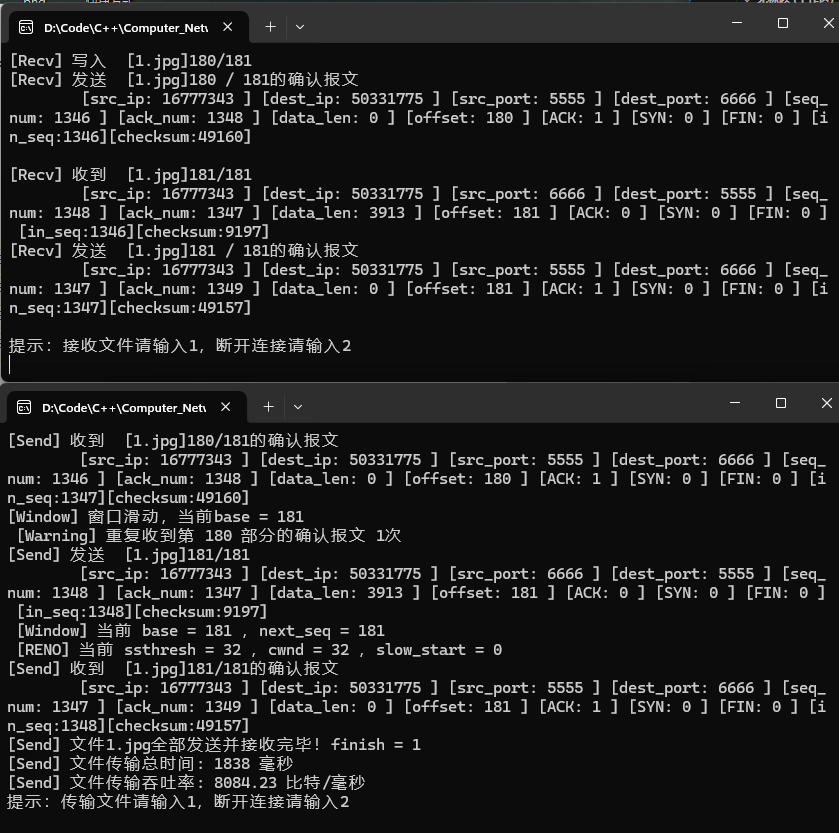 D:\Code\C++\Computer_Netw
[Recv] 写入  [1.jpg]180/181
[Recv] 发送  [1.jpg]180 / 181的确认报文
[src_ip: 16777343 ] [dest_ip: 50331775 ] [src_port: 5555 ] [dest_port: 6666 ] [seq_
num: 1346 ] [ack_num: 1348 ] [data_len: 0 ] [offset: 180 ] [ACK: 1 ] [SYN: 0 ] [FIN: 0 ] [i
n_seq:1346][checksum:49160]
[Recv] 收到  [1.jpg]181/181
[src_ip: 16777343 ] [dest_ip: 50331775 ] [src_port: 6666 ] [dest_port: 5555 ] [seq_
num: 1348 ] [ack_num: 1347 ] [data_len: 3913 ] [offset: 181 ] [ACK: 0 ] [SYN: 0 ] [FIN: 0 ]
[in_seq:1346][checksum:9197]
[Recv] 发送  [1.jpg]181 / 181的确认报文
[src_ip: 16777343 ] [dest_ip: 50331775 ] [src_port: 5555 ] [dest_port: 6666 ] [seq_
num: 1347 ] [ack_num: 1349 ] [data_len: 0 ] [offset: 181 ] [ACK: 1 ] [SYN: 0 ] [FIN: 0 ] [i
n_seq:1347][checksum:49157]
提示: 接收文件请输入1, 断开连接请输入2
D:\Code\C++\Computer_Netw
[Send] 收到  [1.jpg]180/181的确认报文
[src_ip: 16777343 ] [dest_ip: 50331775 ] [src_port: 5555 ] [dest_port: 6666 ] [seq_
num: 1346 ] [ack_num: 1348 ] [data_len: 0 ] [offset: 180 ] [ACK: 1 ] [SYN: 0 ] [FIN: 0 ] [i
n_seq:1347][checksum:49160]
[Window] 窗口滑动, 当前base = 181
[Warning] 重复收到第 180 部分的确认报文 1次
[Send] 发送  [1.jpg]181/181
[src_ip: 16777343 ] [dest_ip: 50331775 ] [src_port: 6666 ] [dest_port: 5555 ] [seq_
num: 1348 ] [ack_num: 1347 ] [data_len: 3913 ] [offset: 181 ] [ACK: 0 ] [SYN: 0 ] [FIN: 0 ]
[in_seq:1348][checksum:9197]
[Window] 当前 base = 181 , next_seq = 181
[RENO] 当前 ssthresh = 32 , cwnd = 32 , slow_start = 0
[Send] 收到  [1.jpg]181/181的确认报文
[src_ip: 16777343 ] [dest_ip: 50331775 ] [src_port: 5555 ] [dest_port: 6666 ] [seq_
num: 1347 ] [ack_num: 1349 ] [data_len: 0 ] [offset: 181 ] [ACK: 1 ] [SYN: 0 ] [FIN: 0 ] [i
n_seq:1348][checksum:49157]
[Send] 文件1.jpg全部发送并接收完毕! finish = 1
[Send] 文件传输总时间: 1838 毫秒
[Send] 文件传输吞吐率: 8084.23 比特/毫秒
提示: 传输文件请输入1, 断开连接请输入2